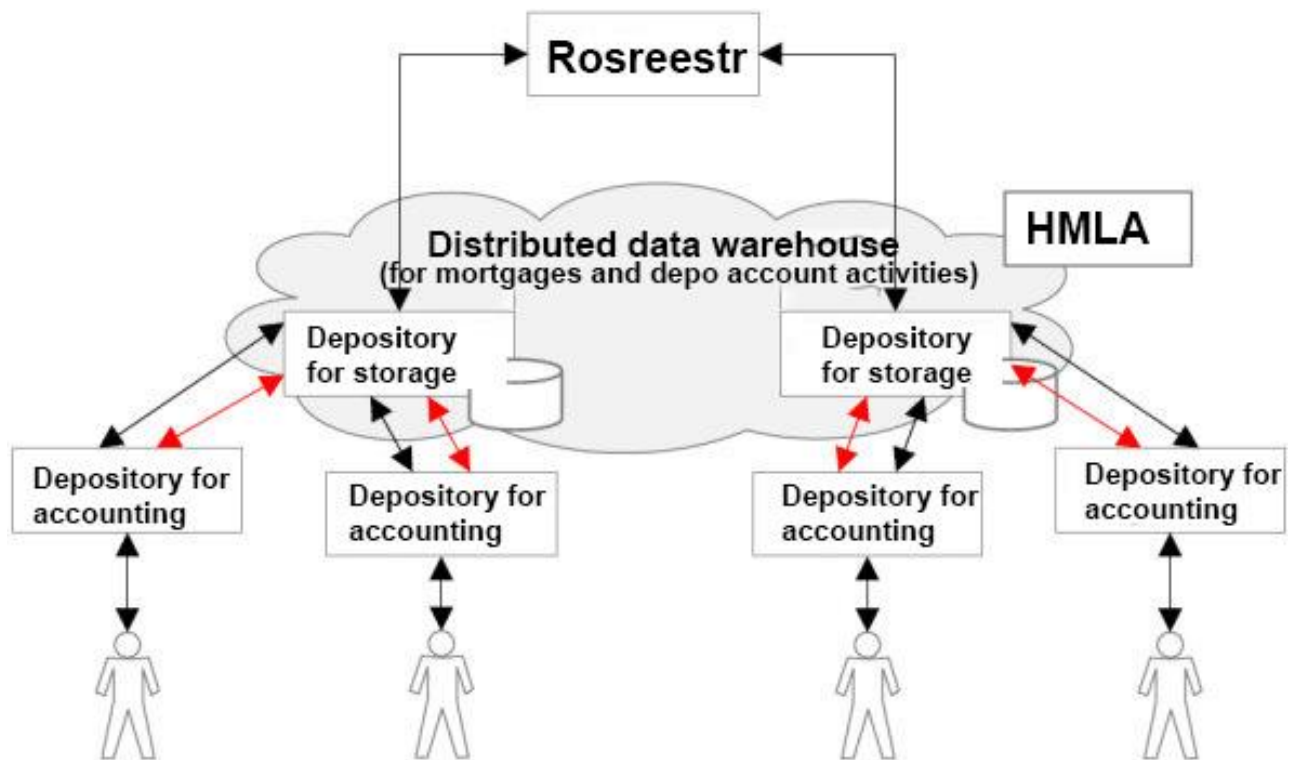 Rosreestr
HMLA
Distributed data warehouse
(for mortgages and depo account activities)
Depository
for storage
Depository
for storage
Depository for
accounting
Depository for
accounting
Depository for
accounting
Depository for
accounting